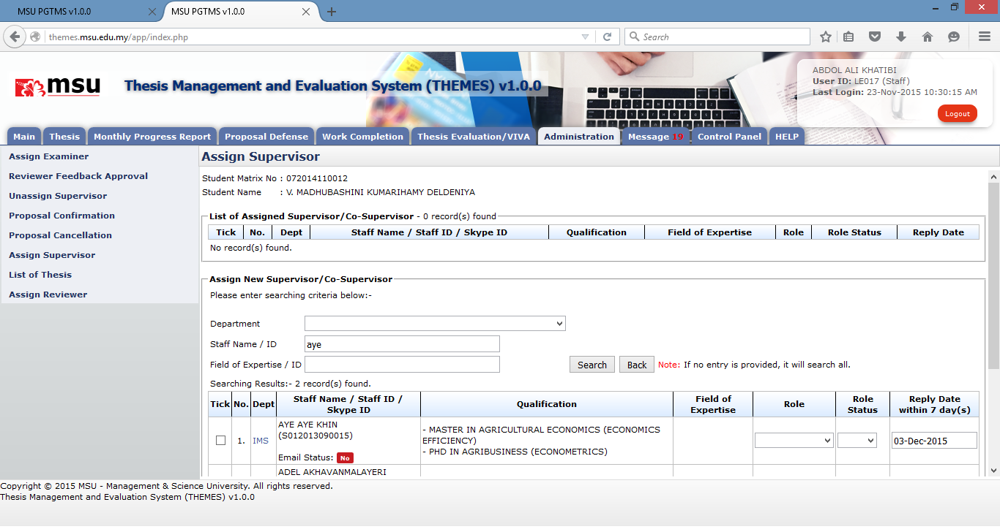 MSU PGTMS v1.0.0
MSU PGTMS v1.0.0
themes.msu.edu.my/app/index.php
Search
msu
Thesis Management and Evaluation System (THEMES) v1.0.0
ABDOL ALI KHATIBI
User ID: LE017 (Staff)
Last Login: 23-Nov-2015 10:30:15 AM
Logout
Main Thesis Monthly Progress Report Proposal Defense Work Completion Thesis Evaluation/VIVA Administration Message 19 Control Panel HELP
Assign Examiner
Reviewer Feedback Approval
Unassign Supervisor
Proposal Confirmation
Proposal Cancellation
Assign Supervisor
List of Thesis
Assign Reviewer
Assign Supervisor
Student Matrix No : 072014110012
Student Name : V. MADHUBASHINI KUMARIHAMY DELDENIYA
List of Assigned Supervisor/Co-Supervisor - 0 record(s) found
Tick No. Dept Staff Name / Staff ID / Skype ID Qualification Field of Expertise Role Role Status Reply Date
No record(s) found.
Assign New Supervisor/Co-Supervisor
Please enter searching criteria below:-
Department
Staff Name / ID aye
Field of Expertise / ID Search Back Note: If no entry is provided, it will search all.
Searching Results:- 2 record(s) found.
Tick No. Dept Staff Name / Staff ID / Skype ID Qualification Field of Expertise Role Role Status Reply Date within 7 day(s)
1. IMS
AYE AYE KHIN
(S012013090015)
Email Status: No
- MASTER IN AGRICULTURAL ECONOMICS (ECONOMICS
EFFICIENCY)
- PHD IN AGRIBUSINESS (ECONOMETRICS)
03-Dec-2015
ADEL AKHAVANMALAYERI
Copyright © 2015 MSU - Management & Science University. All rights reserved.
Thesis Management and Evaluation System (THEMES) v1.0.0